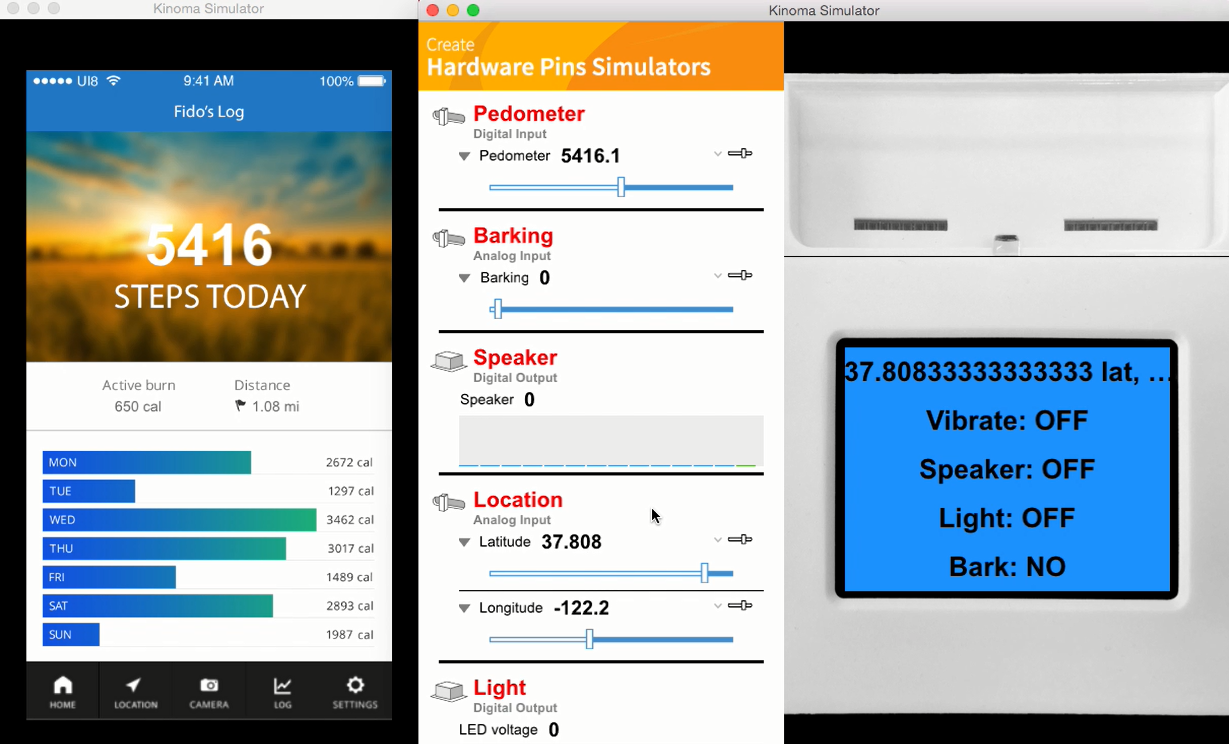 Kinoma Simulator
UI8 9:41 AM 100%
Fido's Log
5416
STEPS TODAY
Active burn Distance
650 cal 1.08 mi
MON 2672 cal
TUE 1297 cal
WED 3462 cal
THU 3017 cal
FRI 1489 cal
SAT 2893 cal
SUN 1987 cal
HOME LOCATION CAMERA LOG SETTINGS
Kinoma Simulator
Create
Hardware Pins Simulators
Pedometer
Digital Input
Pedometer 5416.1
Barking
Analog Input
Barking 0
Speaker
Digital Output
Speaker 0
Location
Analog Input
Latitude 37.808
Longitude -122.2
Light
Digital Output
LED voltage 0
37.80833333333333 lat, ...
Vibrate: OFF
Speaker: OFF
Light: OFF
Bark: NO